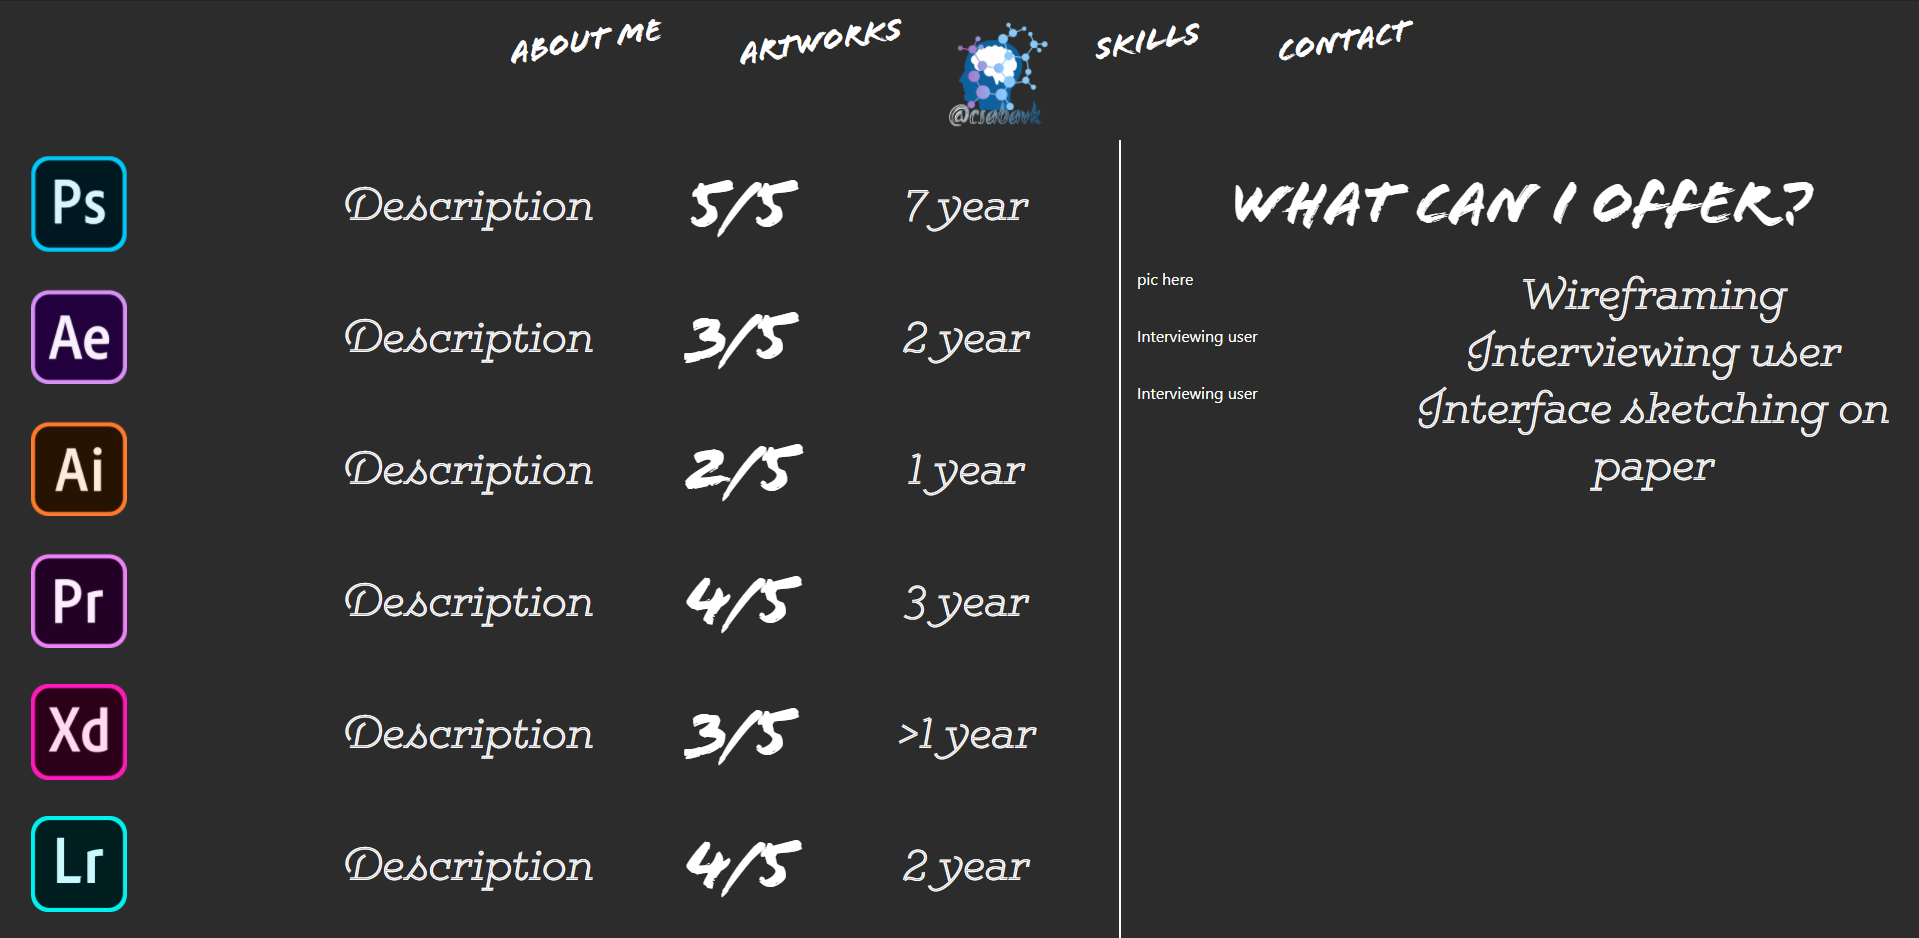 ABOUT ME
ARTWORKS
SKILLS
CONTACT
@csabavk
Ps
Description
5/5
7 year
Ae
Description
3/5
2 year
Ai
Description
2/5
1 year
Pr
Description
4/5
3 year
Xd
Description
3/5
>1 year
Lr
Description
4/5
2 year
WHAT CAN I OFFER?
pic here
Wireframing
Interviewing user
Interviewing user
Interviewing user
Interface sketching on
paper